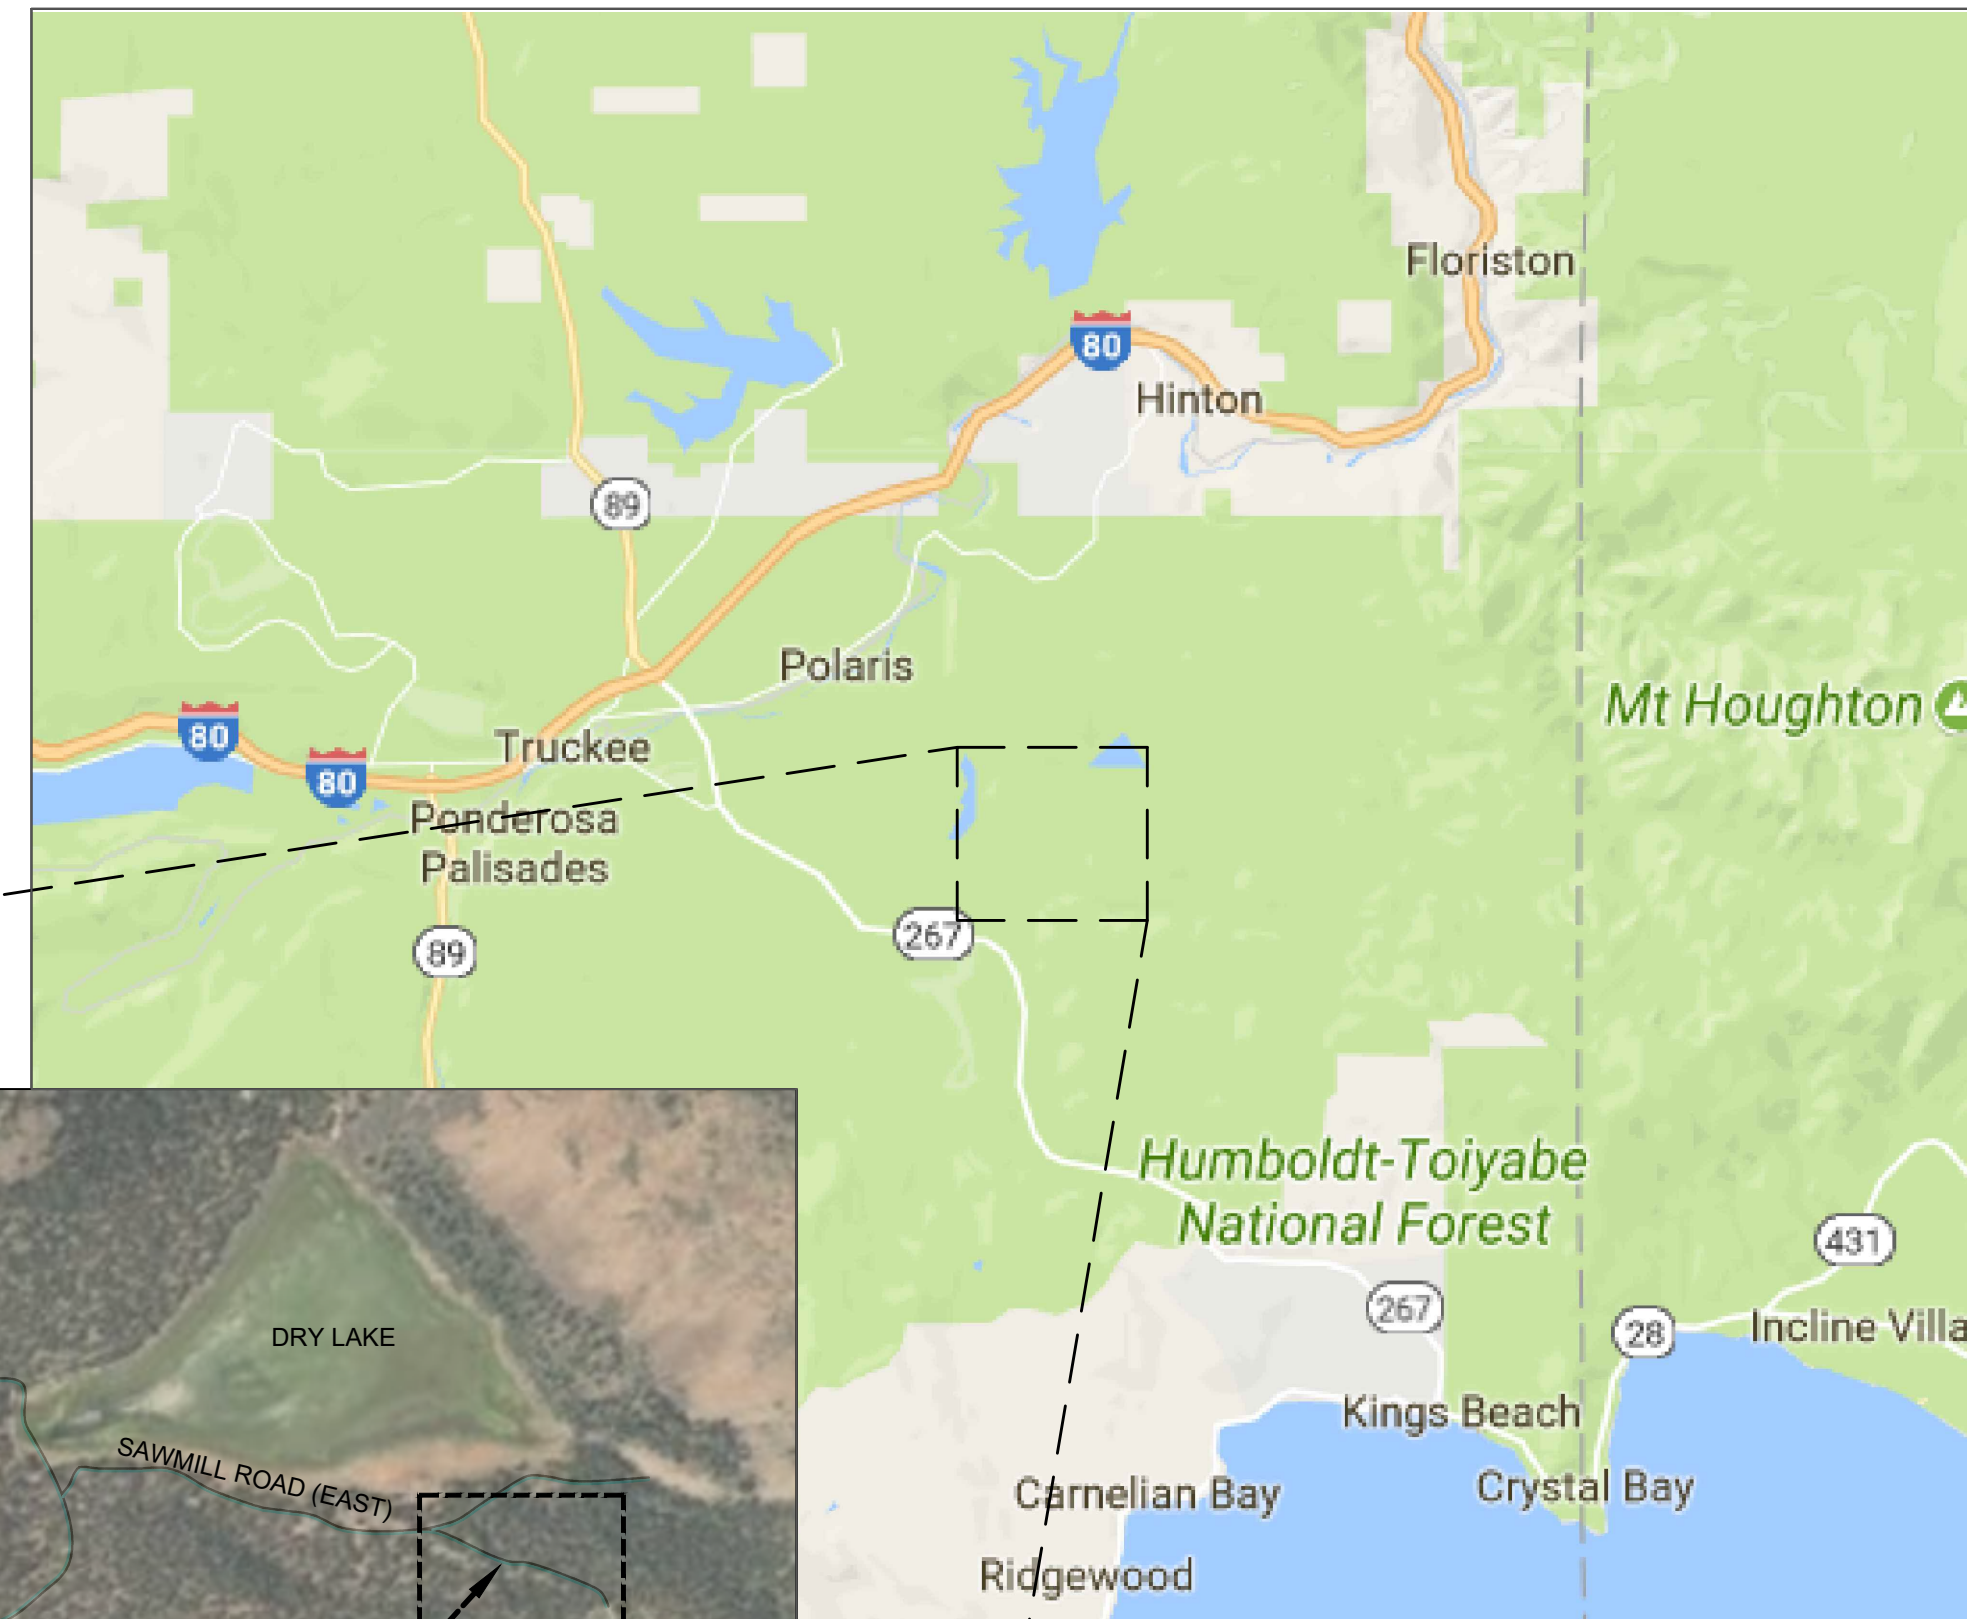 Floriston
80
Hinton
89
Polaris
Mt Houghton
80
80
Truckee
Ponderosa
Palisades
267
89
Humboldt-Toiyabe
National Forest
431
267
28
Incline Villa
DRY LAKE
Kings Beach
SAWMILL ROAD (EAST)
Carnelian Bay
Crystal Bay
Ridgewood